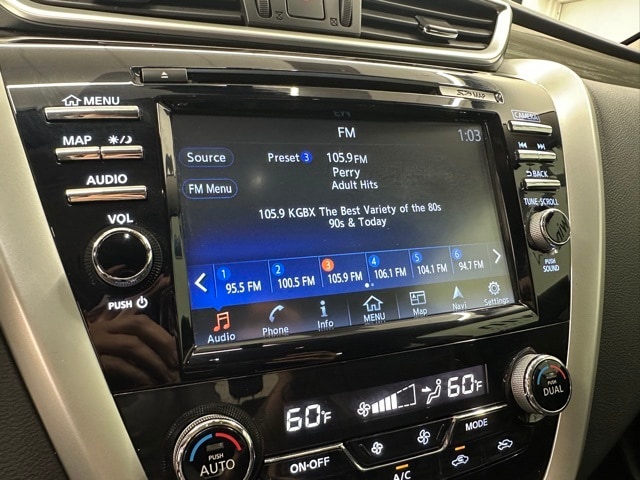 CAMERA
MENU
FM
1:03
MAP
Source
Preset 3 105.9 FM
Perry
Adult Hits
BACK
FM Menu
AUDIO
TUNE-SCROLL
105.9 KGBX The Best Variety of the 80s
90s & Today
VOL
PUSH
SOUND
1 2 3 4 5 6
95.5 FM 100.5 FM 105.9 FM 106.1 FM 104.1 FM 94.7 FM
PUSH
Audio Phone Info MENU Map Navi Settings
60°F 60°F
PUSH
DUAL
PUSH
AUTO
MODE
ON-OFF
A/C